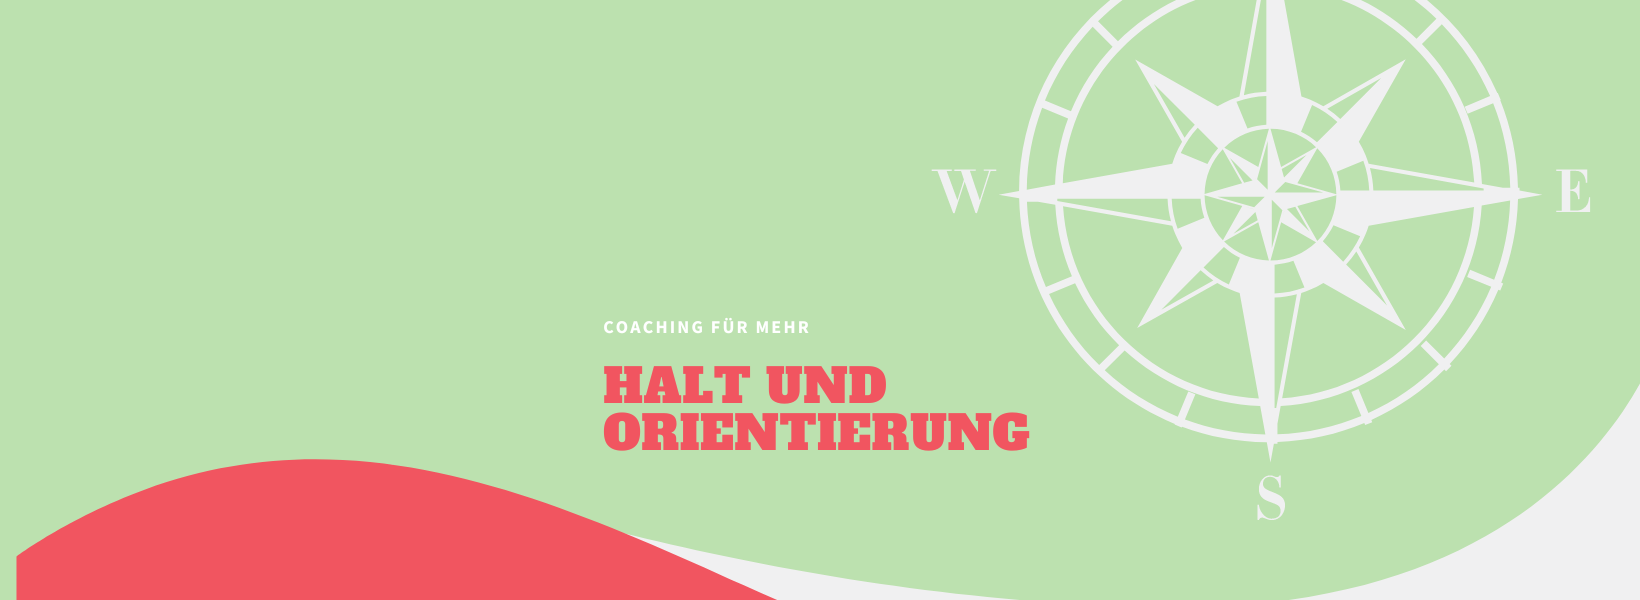 W
E
COACHING FÜR MEHR
HALT UND
ORIENTIERUNG
S